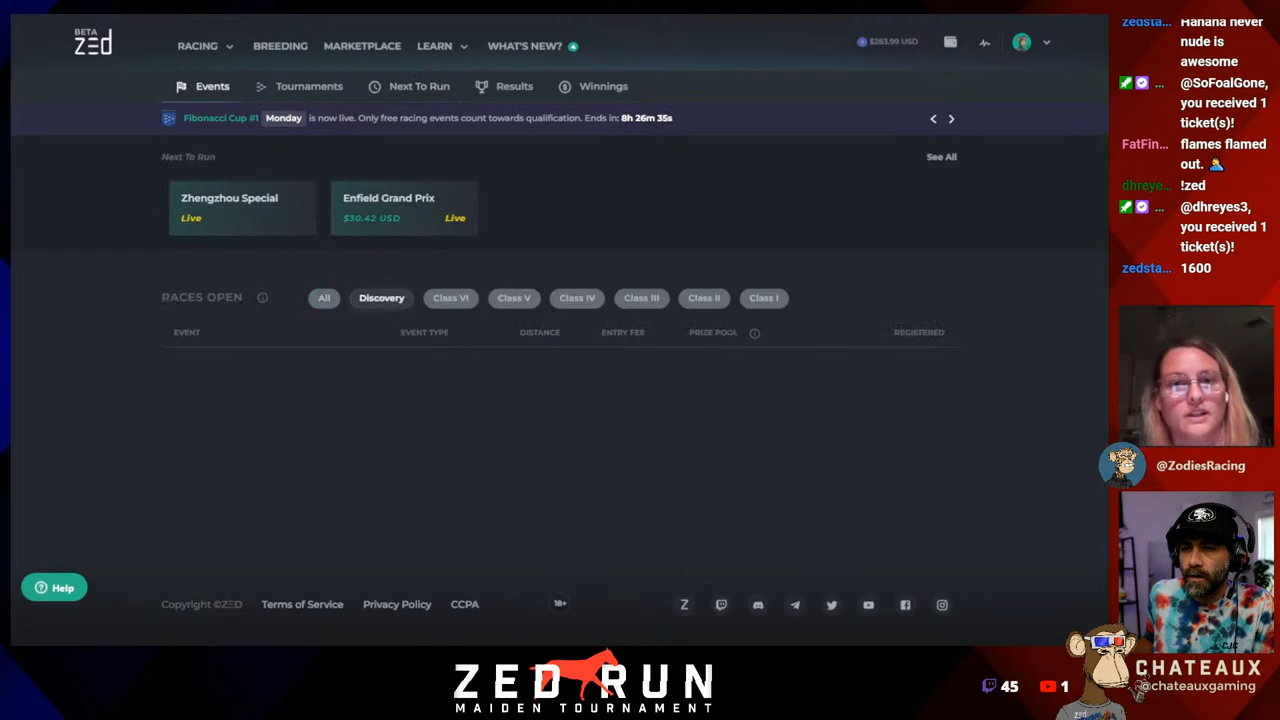 BETA
zed
RACING
BREEDING
MARKETPLACE
LEARN
WHAT'S NEW?
$283.99 USD
Events
Tournaments
Next To Run
Results
Winnings
Fibonacci Cup #1 Monday is now live. Only free racing events count towards qualification. Ends in: 8h 26m 35s
Next To Run
See All
Zhengzhou Special
Live
Enfield Grand Prix
$30.42 USD
Live
RACES OPEN
All
Discovery
Class VI
Class V
Class IV
Class III
Class II
Class I
EVENT
EVENT TYPE
DISTANCE
ENTRY FEE
PRIZE POOL
REGISTERED
Help
Copyright ©ZED
Terms of Service
Privacy Policy
CCPA
18+
zedsta... Hanana never
nude is
awesome
... @SoFoalGone,
you received 1
ticket(s)!
FatFin... flames flamed
out.
dhreye... !zed
... @dhreyes3,
you received 1
ticket(s)!
zedsta... 1600
@ZodiesRacing
ZED RUN
MAIDEN TOURNAMENT
45
1
CHATEAUX
@chateauxgaming